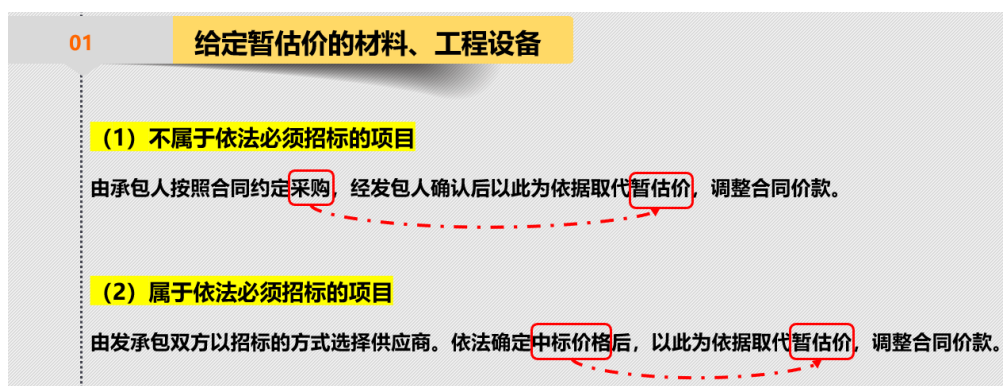 01
给定暂估价的材料、工程设备
（1）不属于依法必须招标的项目
由承包人按照合同约定采购，经发包人确认后以此为依据取代暂估价，调整合同价款。
（2）属于依法必须招标的项目
由发承包双方以招标的方式选择供应商。依法确定中标价格后，以此为依据取代暂估价，调整合同价款。